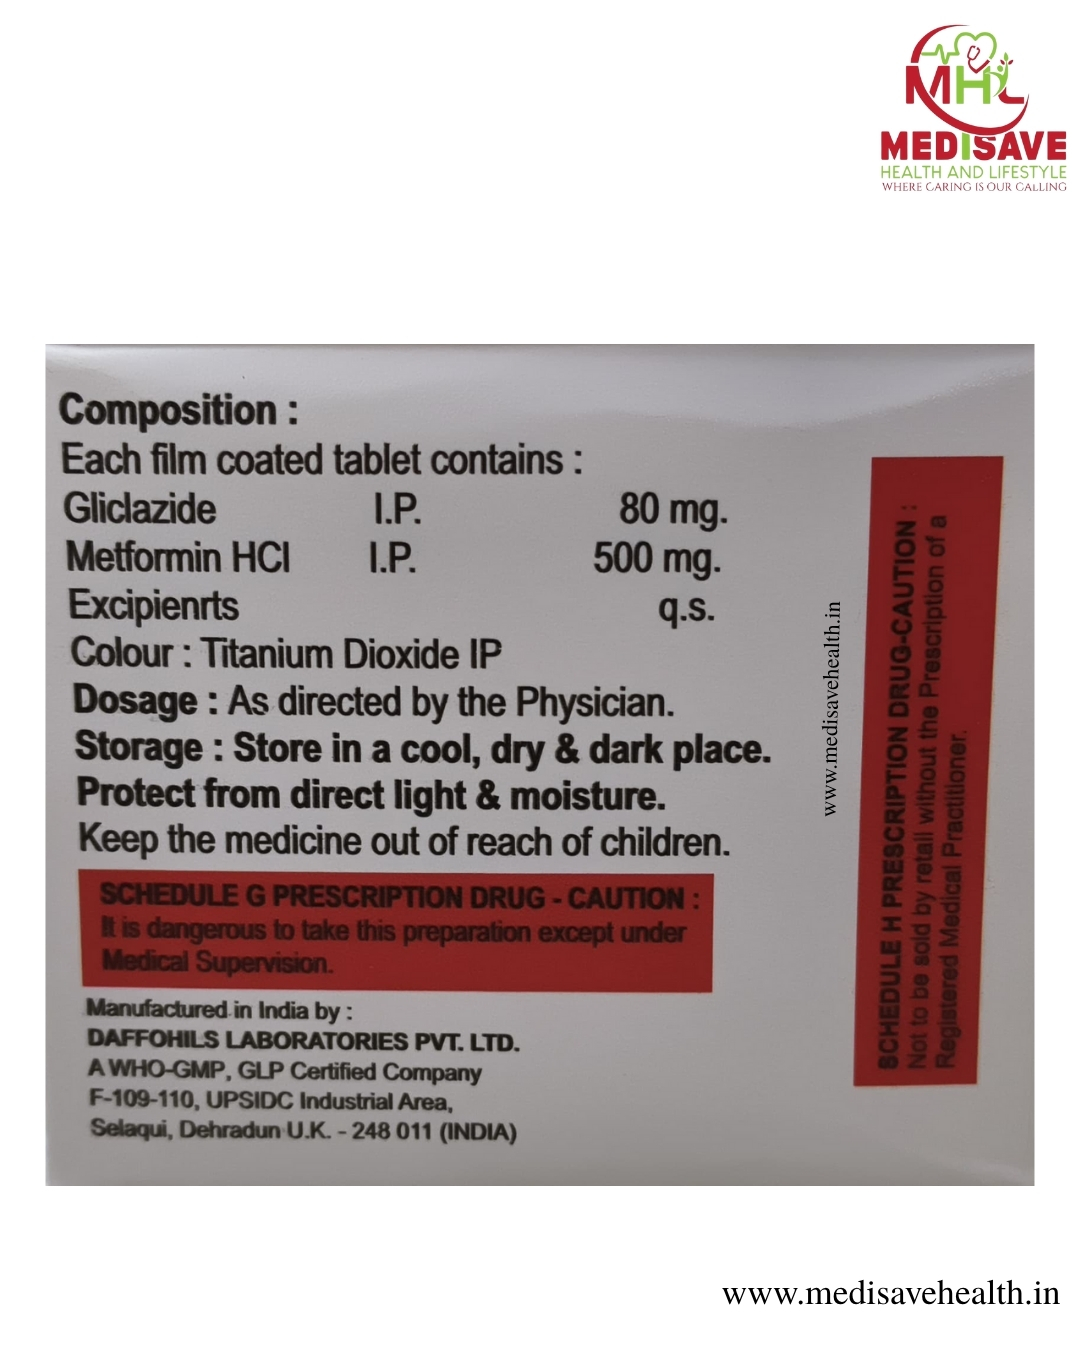 MHL
MEDISAVE
HEALTH AND LIFESTYLE
WHERE CARING IS OUR CALLING
Composition :
Each film coated tablet contains :
Gliclazide I.P. 80 mg.
Metformin HCl I.P. 500 mg.
Excipienrts q.s.
Colour : Titanium Dioxide IP
Dosage : As directed by the Physician.
Storage : Store in a cool, dry & dark place.
Protect from direct light & moisture.
Keep the medicine out of reach of children.
SCHEDULE G PRESCRIPTION DRUG - CAUTION :
It is dangerous to take this preparation except under
Medical Supervision.
Manufactured in India by :
DAFFOHILS LABORATORIES PVT. LTD.
A WHO-GMP, GLP Certified Company
F-109-110, UPSIDC Industrial Area,
Selaqui, Dehradun U.K. - 248 011 (INDIA)
www.medisavehealth.in
SCHEDULE H PRESCRIPTION DRUG-CAUTION :
Not to be sold by retail without the Prescription of a
Registered Medical Practitioner.
www.medisavehealth.in